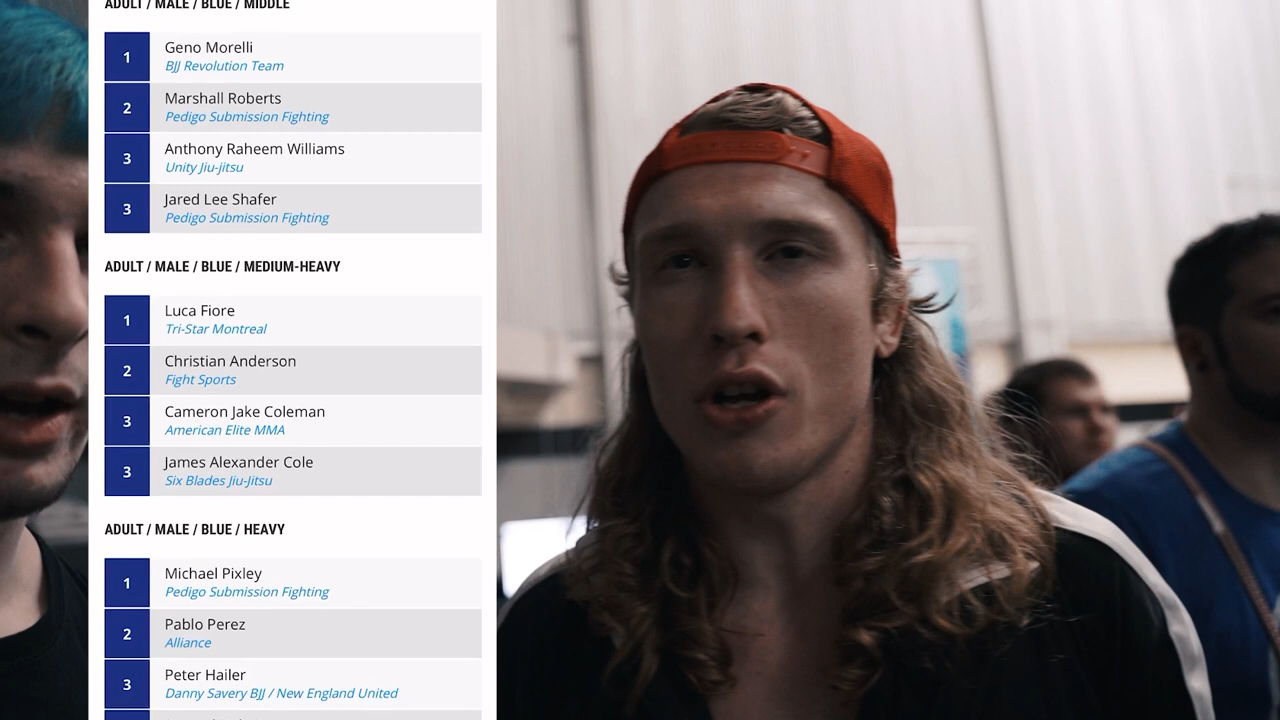 ADULT / MALE / BLUE / MIDDLE
1
Geno Morelli
BJJ Revolution Team
2
Marshall Roberts
Pedigo Submission Fighting
3
Anthony Raheem Williams
Unity Jiu-jitsu
3
Jared Lee Shafer
Pedigo Submission Fighting
ADULT / MALE / BLUE / MEDIUM-HEAVY
1
Luca Fiore
Tri-Star Montreal
2
Christian Anderson
Fight Sports
3
Cameron Jake Coleman
American Elite MMA
3
James Alexander Cole
Six Blades Jiu-Jitsu
ADULT / MALE / BLUE / HEAVY
1
Michael Pixley
Pedigo Submission Fighting
2
Pablo Perez
Alliance
3
Peter Hailer
Danny Savery BJJ / New England United